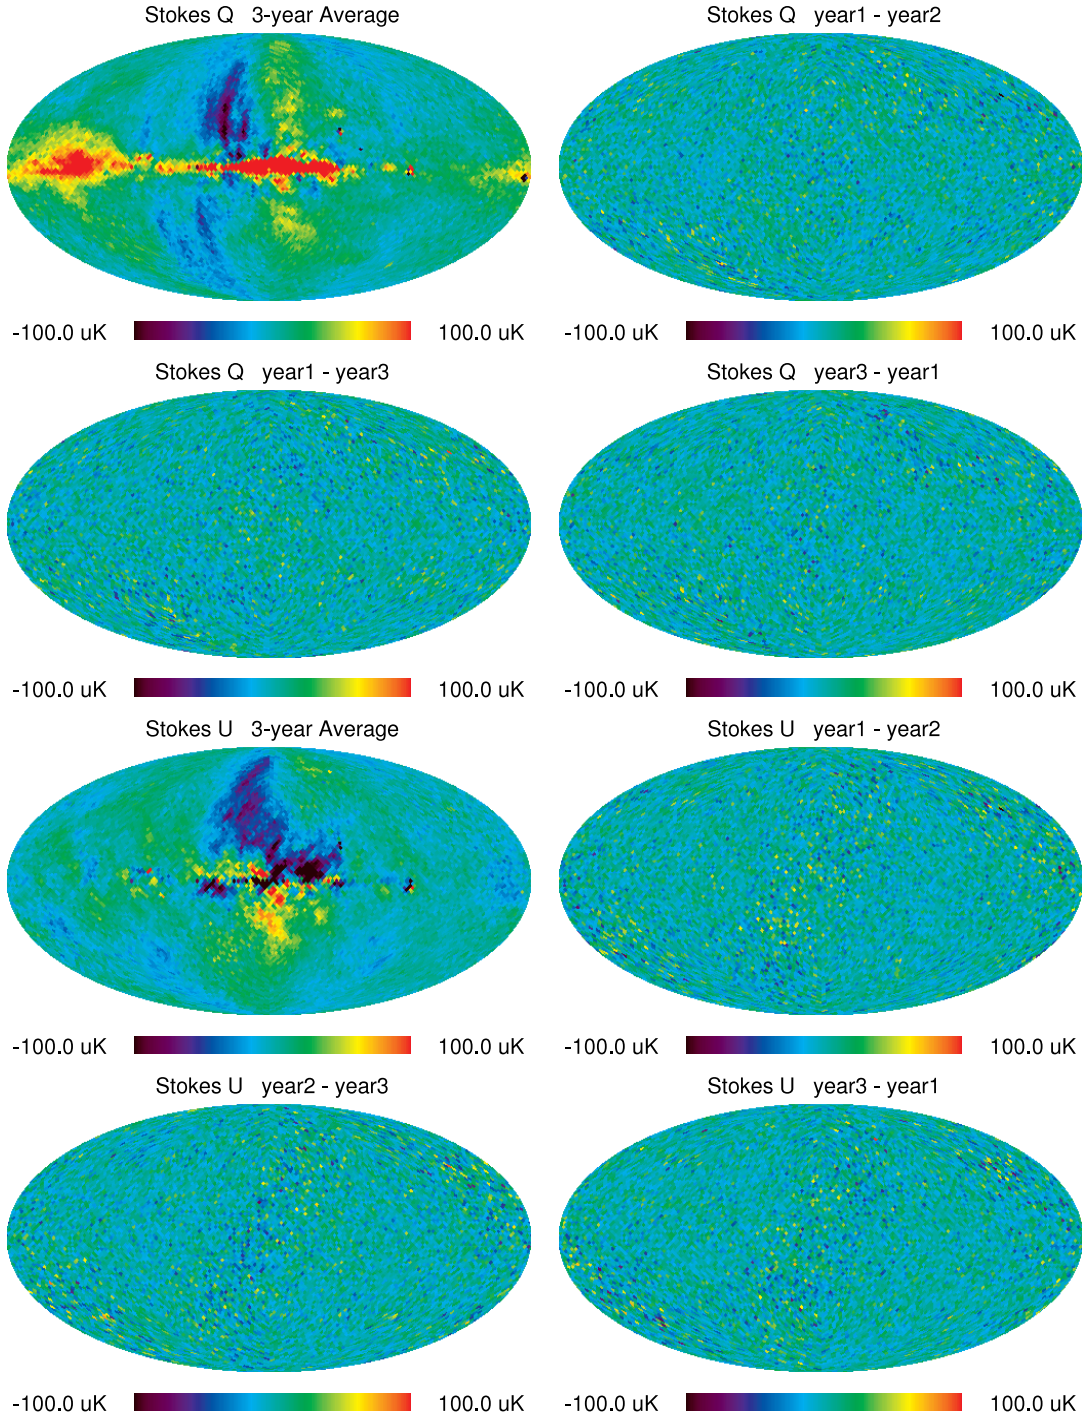 Stokes Q   3-year Average
Stokes Q   year1 - year2
-100.0 uK
100.0 uK
-100.0 uK
100.0 uK
Stokes Q   year1 - year3
Stokes Q   year3 - year1
-100.0 uK
100.0 uK
-100.0 uK
100.0 uK
Stokes U   3-year Average
Stokes U   year1 - year2
-100.0 uK
100.0 uK
-100.0 uK
100.0 uK
Stokes U   year2 - year3
Stokes U   year3 - year1
-100.0 uK
100.0 uK
-100.0 uK
100.0 uK